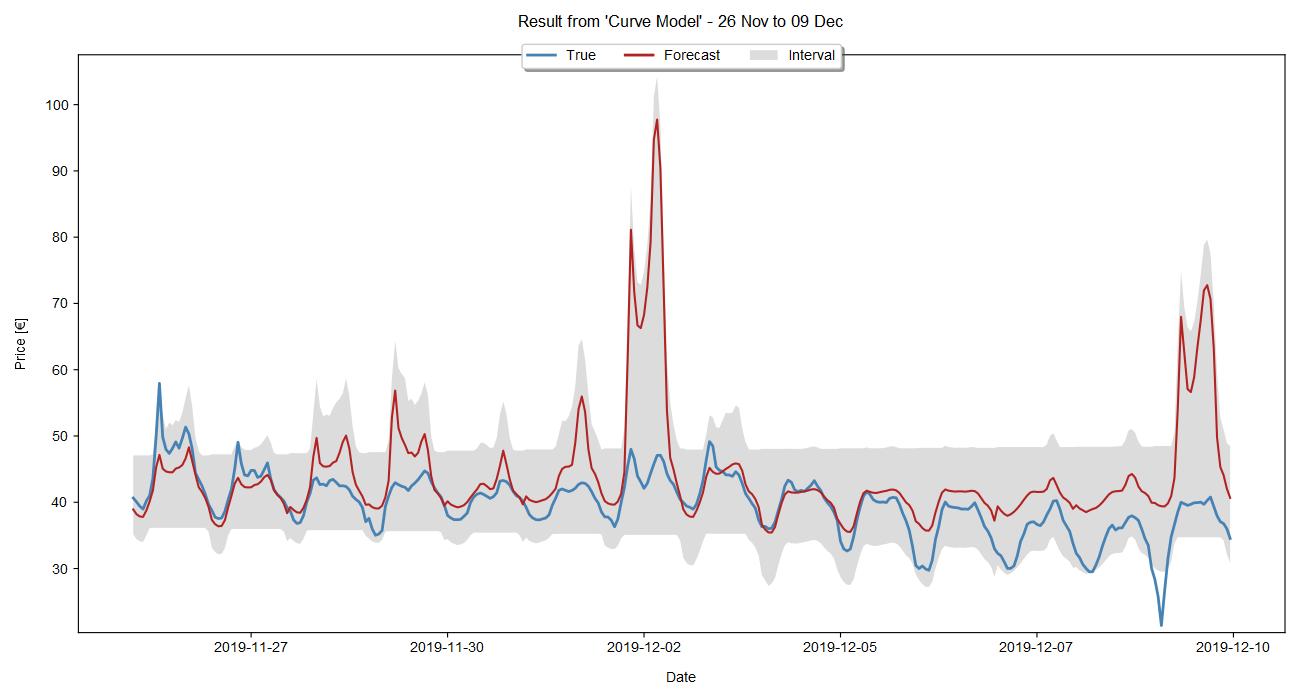 Result from 'Curve Model' - 26 Nov to 09 Dec
True Forecast Interval
100
90
80
70
60
50
40
30
Price [€]
2019-11-27 2019-11-30 2019-12-02 2019-12-05 2019-12-07 2019-12-10
Date